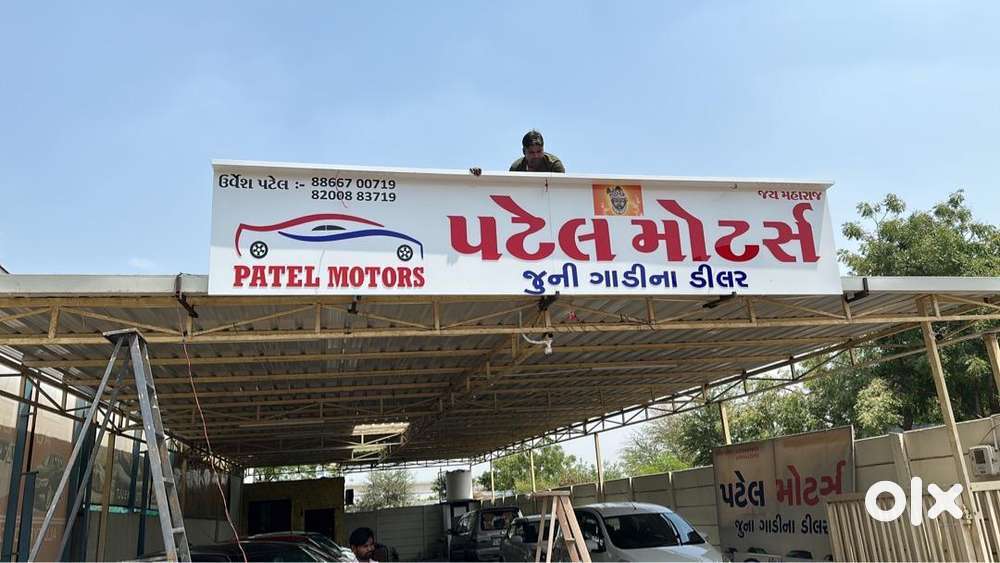 ઉર્વેશ પટેલ :- 88667 00719
82008 83719
જય મહારાજ
PATEL MOTORS
પટેલ મોટર્સ
જુની ગાડીના ડીલર
પટેલ મોટર્સ
જુના ગાડીના ડીલર
olx